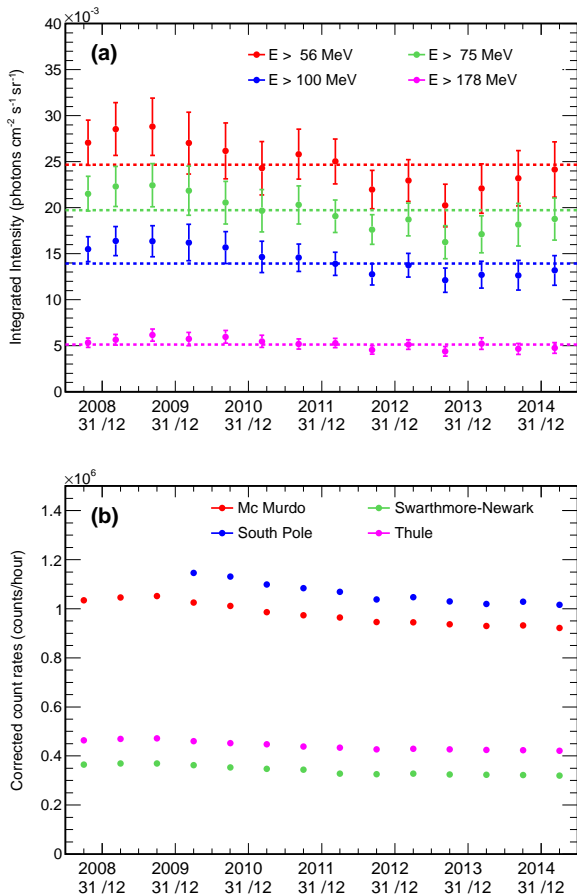 ×10⁻³
40
35
30
25
20
15
10
5
0
Integrated Intensity (photons cm⁻² s⁻¹ sr⁻¹)
(a)
E > 56 MeV
E > 75 MeV
E > 100 MeV
E > 178 MeV
2008 2009 2010 2011 2012 2013 2014
31 /12 31 /12 31 /12 31 /12 31 /12 31 /12 31 /12
×10⁶
1.4
1.2
1
0.8
0.6
0.4
0.2
0
Corrected count rates (counts/hour)
(b)
Mc Murdo
Swarthmore-Newark
South Pole
Thule
2008 2009 2010 2011 2012 2013 2014
31 /12 31 /12 31 /12 31 /12 31 /12 31 /12 31 /12